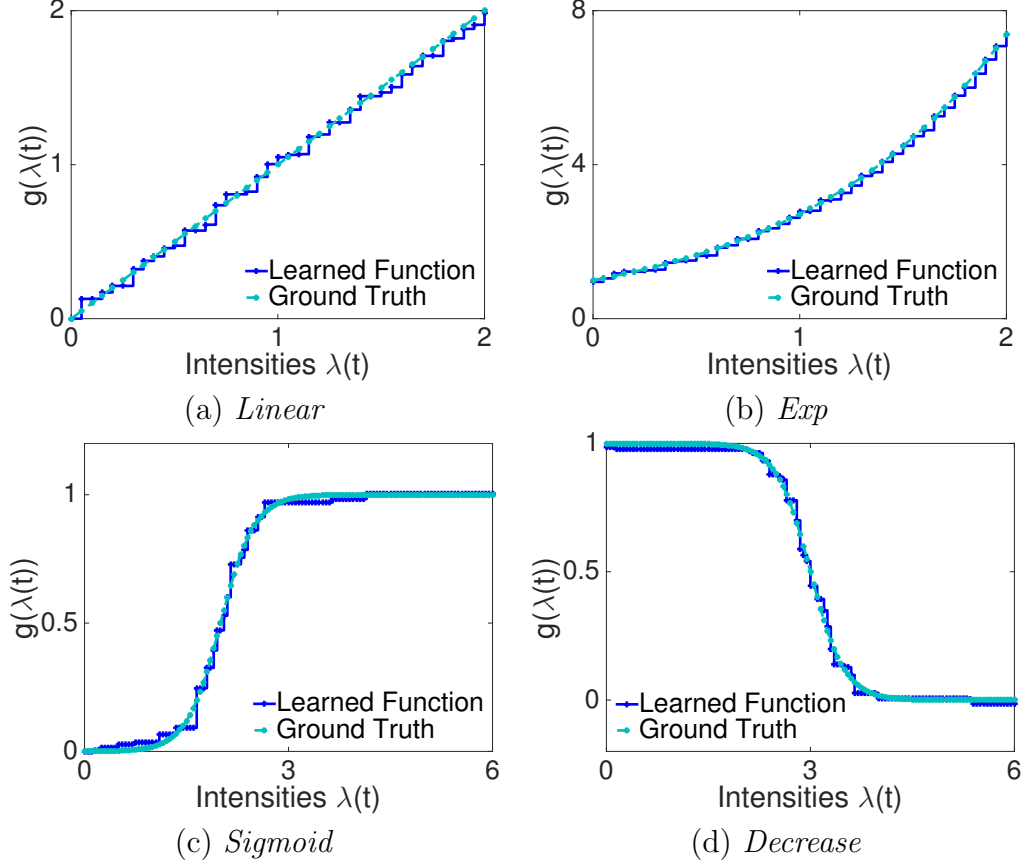 2
1
0
g(λ(t))
Learned Function
Ground Truth
0 1 2
Intensities λ(t)
(a) Linear
8
4
0
g(λ(t))
Learned Function
Ground Truth
0 1 2
Intensities λ(t)
(b) Exp
1
0.5
0
g(λ(t))
Learned Function
Ground Truth
0 3 6
Intensities λ(t)
(c) Sigmoid
1
0.5
0
g(λ(t))
Learned Function
Ground Truth
0 3 6
Intensities λ(t)
(d) Decrease